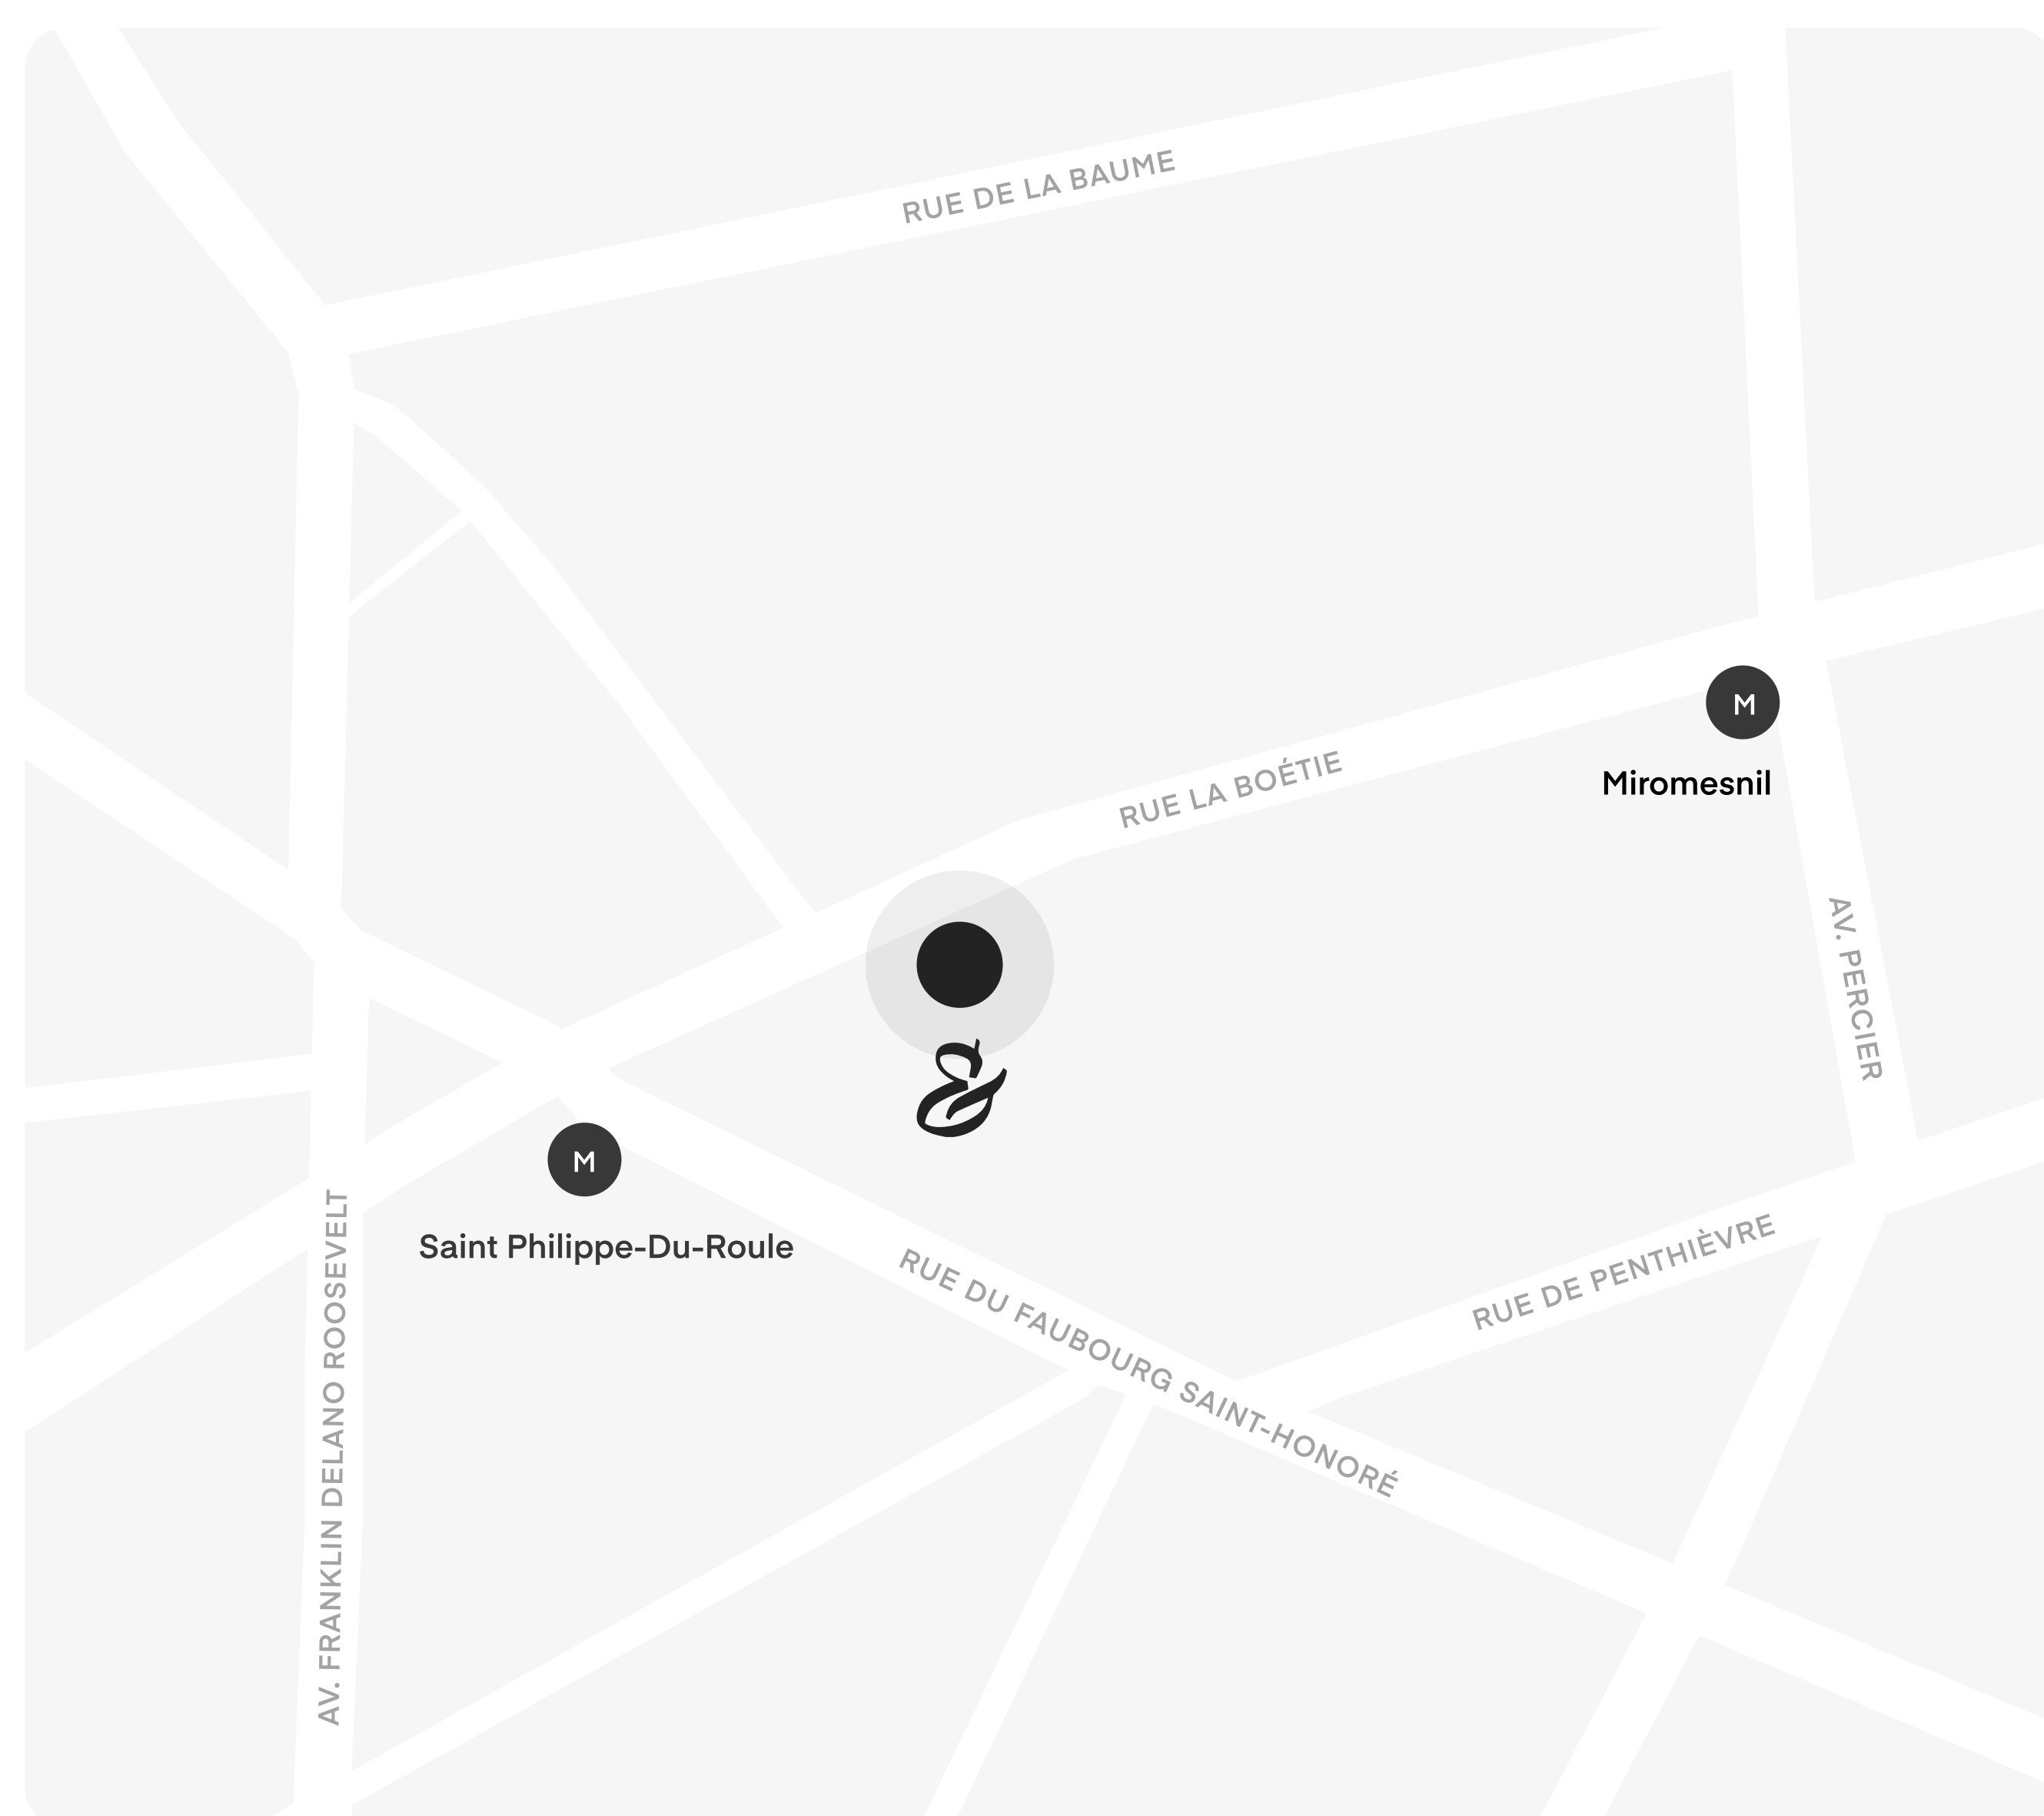 RUE DE LA BAUME
RUE LA BOÉTIE
M
Miromesnil
AV. PERCIER
&
M
Saint Philippe-Du-Roule
RUE DU FAUBOURG SAINT-HONORÉ
RUE DE PENTHIÈVRE
AV. FRANKLIN DELANO ROOSEVELT